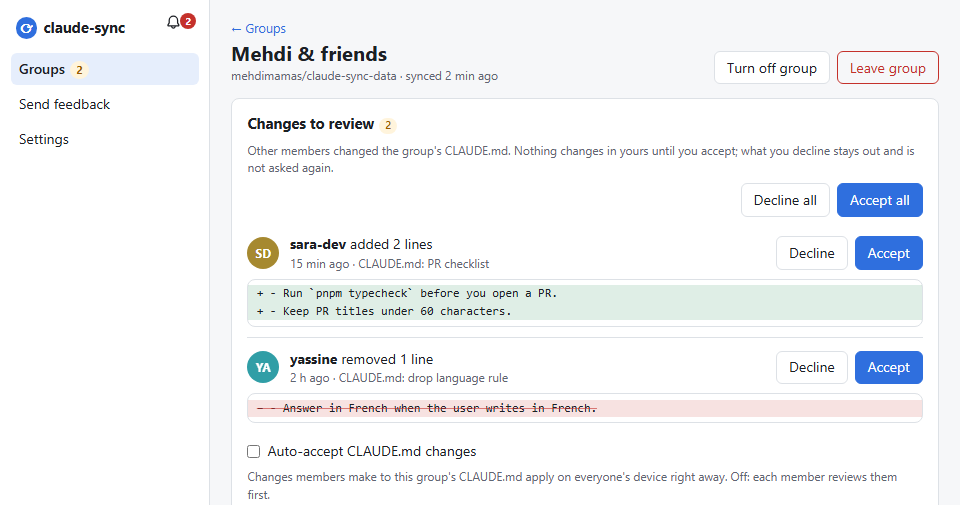 claude-sync
2
Groups 2
Send feedback
Settings
← Groups
Mehdi & friends
mehdimamas/claude-sync-data · synced 2 min ago
Turn off group
Leave group
Changes to review 2
Other members changed the group's CLAUDE.md. Nothing changes in yours until you accept; what you decline stays out and is
not asked again.
Decline all
Accept all
SD
sara-dev added 2 lines
15 min ago · CLAUDE.md: PR checklist
Decline
Accept
+ - Run `pnpm typecheck` before you open a PR.
+ - Keep PR titles under 60 characters.
YA
yassine removed 1 line
2 h ago · CLAUDE.md: drop language rule
Decline
Accept
− - Answer in French when the user writes in French.
Auto-accept CLAUDE.md changes
Changes members make to this group's CLAUDE.md apply on everyone's device right away. Off: each member reviews them
first.